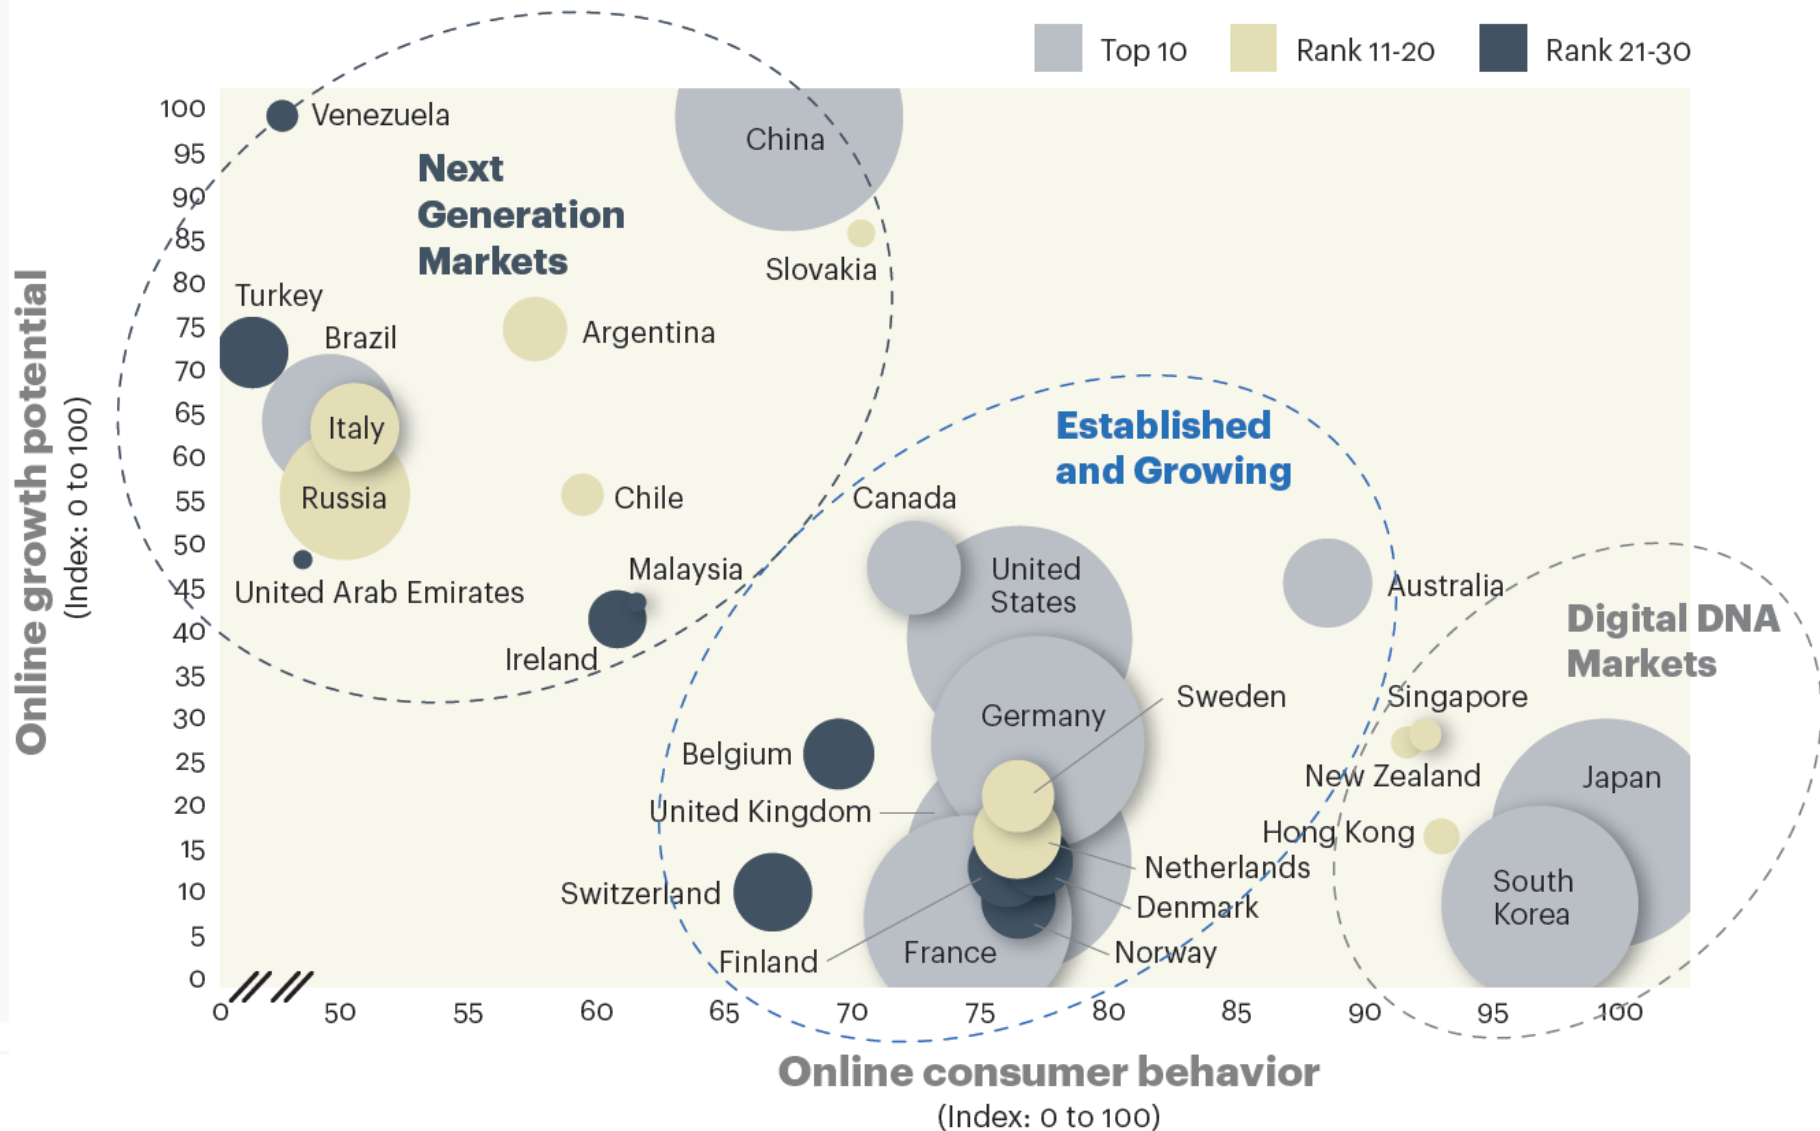 Top 10
Rank 11-20
Rank 21-30
Online growth potential
(Index: 0 to 100)
100
95
90
85
80
75
70
65
60
55
50
45
40
35
30
25
20
15
10
5
0
Venezuela
China
Next
Generation
Markets
Slovakia
Turkey
Brazil
Argentina
Italy
Russia
Chile
United Arab Emirates
Malaysia
Ireland
Established
and Growing
Canada
United
States
Australia
Digital DNA
Markets
Sweden
Singapore
Germany
Belgium
New Zealand
Japan
United Kingdom
Hong Kong
Netherlands
Switzerland
South
Korea
Denmark
Finland
France
Norway
0
50
55
60
65
70
75
80
85
90
95
100
Online consumer behavior
(Index: 0 to 100)